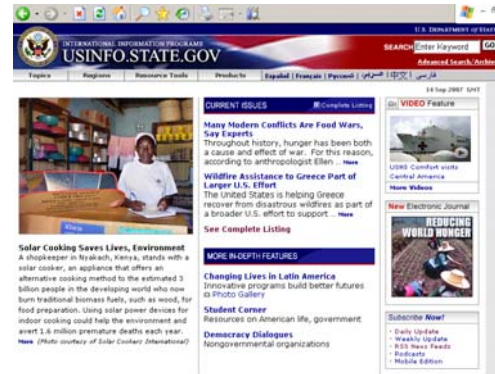 U.S. DEPARTMENT OF STATE
INTERNATIONAL INFORMATION PROGRAMS
USINFO.STATE.GOV
SEARCH Enter Keyword GO
Advanced Search/Archive
Topics Regions Resource Tools Products Español | Français | Русский | عربي | 中文 | فارسی
14 Sep 2007
CURRENT ISSUES Complete Listing
Many Modern Conflicts Are Food Wars,
Say Experts
Throughout history, hunger has been both
a cause and effect of war. For this reason,
according to anthropologist Ellen ... More
Wildfire Assistance to Greece Part of
Larger U.S. Effort
The United States is helping Greece
recover from disastrous wildfires as part of
a broader U.S. effort to support ... More
See Complete Listing
MORE IN-DEPTH FEATURES
Changing Lives in Latin America
Innovative programs build better futures
Photo Gallery
Student Corner
Resources on American life, government
Democracy Dialogues
Nongovernmental organizations
Solar Cooking Saves Lives, Environment
A shopkeeper in Nyakach, Kenya, stands with a
solar cooker, an appliance that offers an
alternative cooking method to the estimated 3
billion people in the developing world who now
burn traditional biomass fuels, such as wood, for
food preparation. Using solar power devices for
indoor cooking could help the environment and
avert 1.6 million premature deaths each year.
More (Photo courtesy of Solar Cookers International)
VIDEO Feature
USNS Comfort visits
Central America
More Videos
New Electronic Journal
REDUCING
WORLD HUNGER
Subscribe Now!
Daily Update
Weekly Update
RSS News Feeds
Podcasts
Mobile Edition